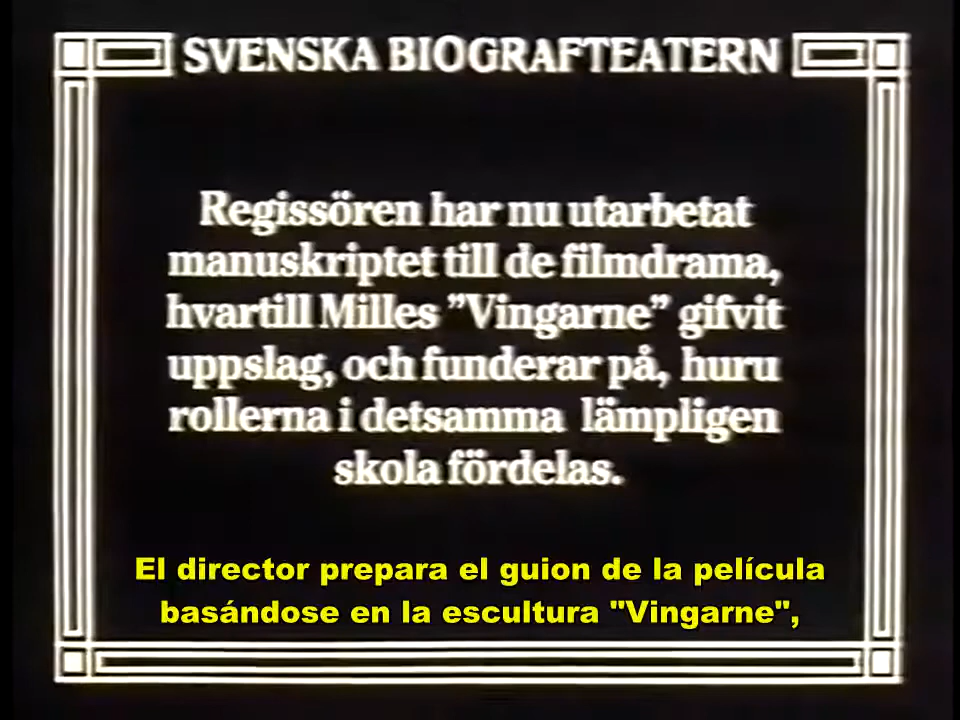 SVENSKA BIOGRAFTEATERN
Regissören har nu utarbetat
manuskriptet till de filmdrama,
hvartill Milles ”Vingarne” gifvit
uppslag, och funderar på, huru
rollerna i detsamma lämpligen
skola fördelas.
El director prepara el guion de la película
basándose en la escultura "Vingarne",